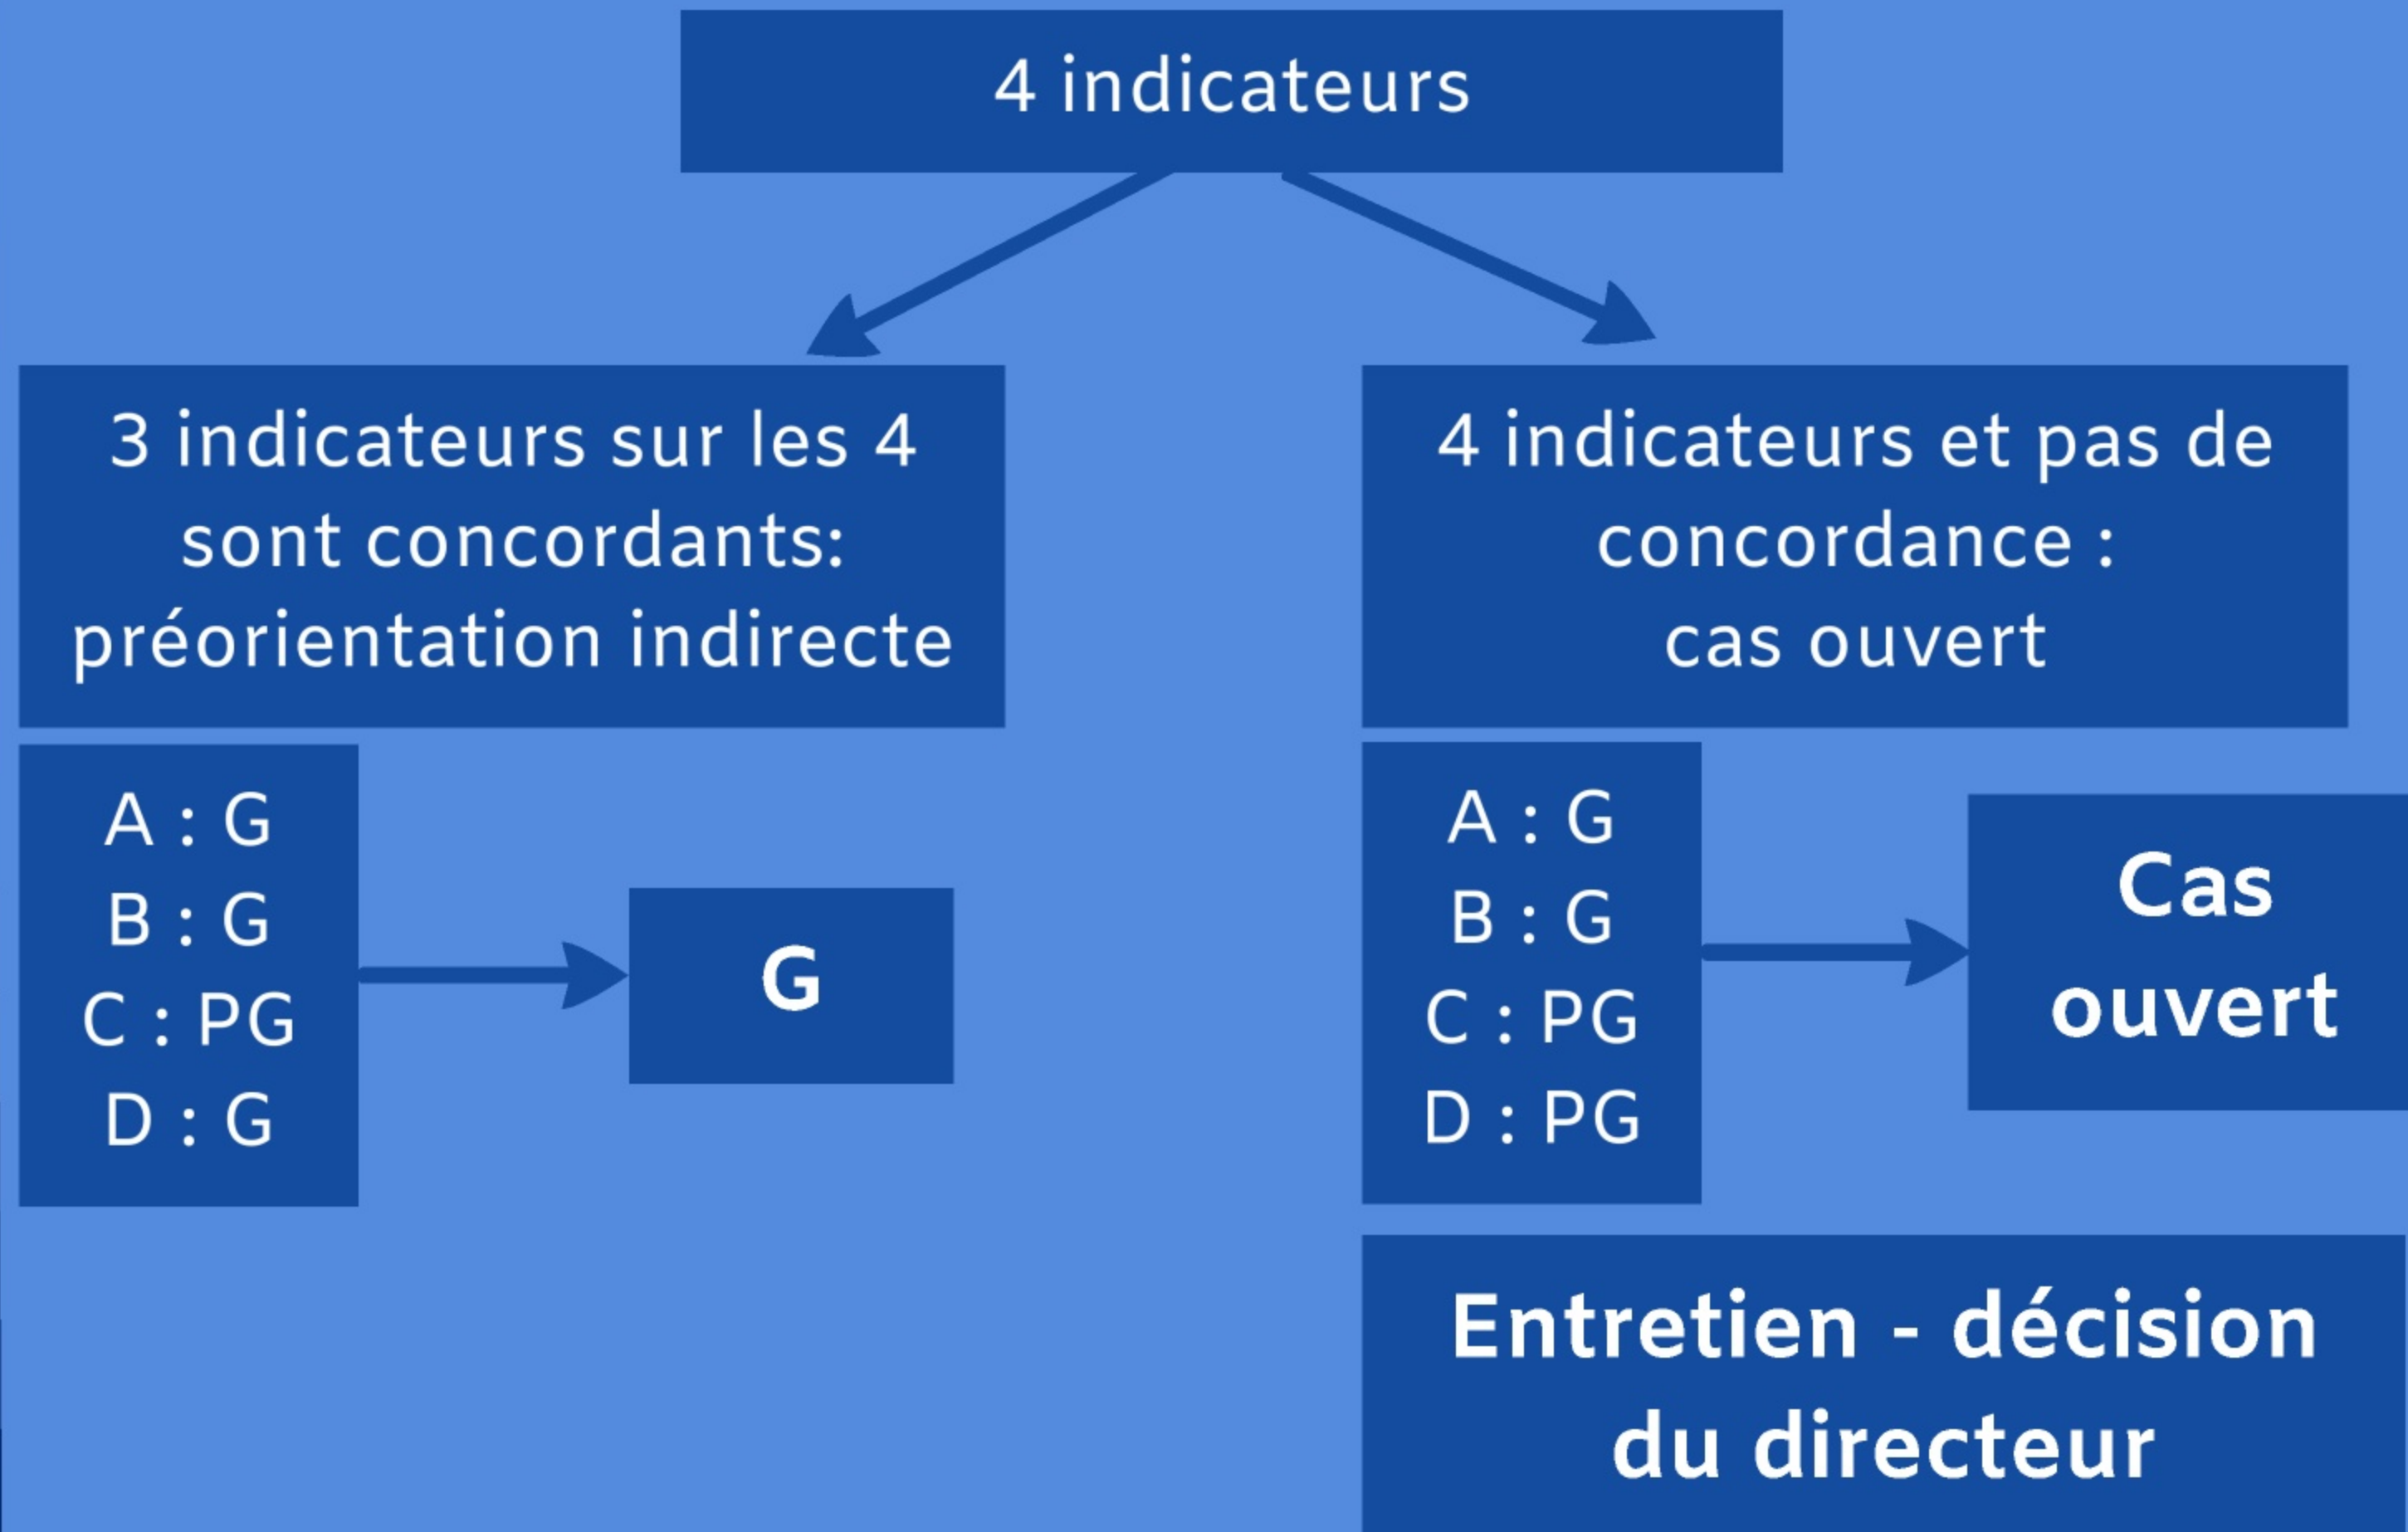 4 indicateurs
3 indicateurs sur les 4
sont concordants:
préorientation indirecte
A : G
B : G
C : PG
D : G
G
4 indicateurs et pas de
concordance :
cas ouvert
A : G
B : G
C : PG
D : PG
Cas
ouvert
Entretien - décision
du directeur